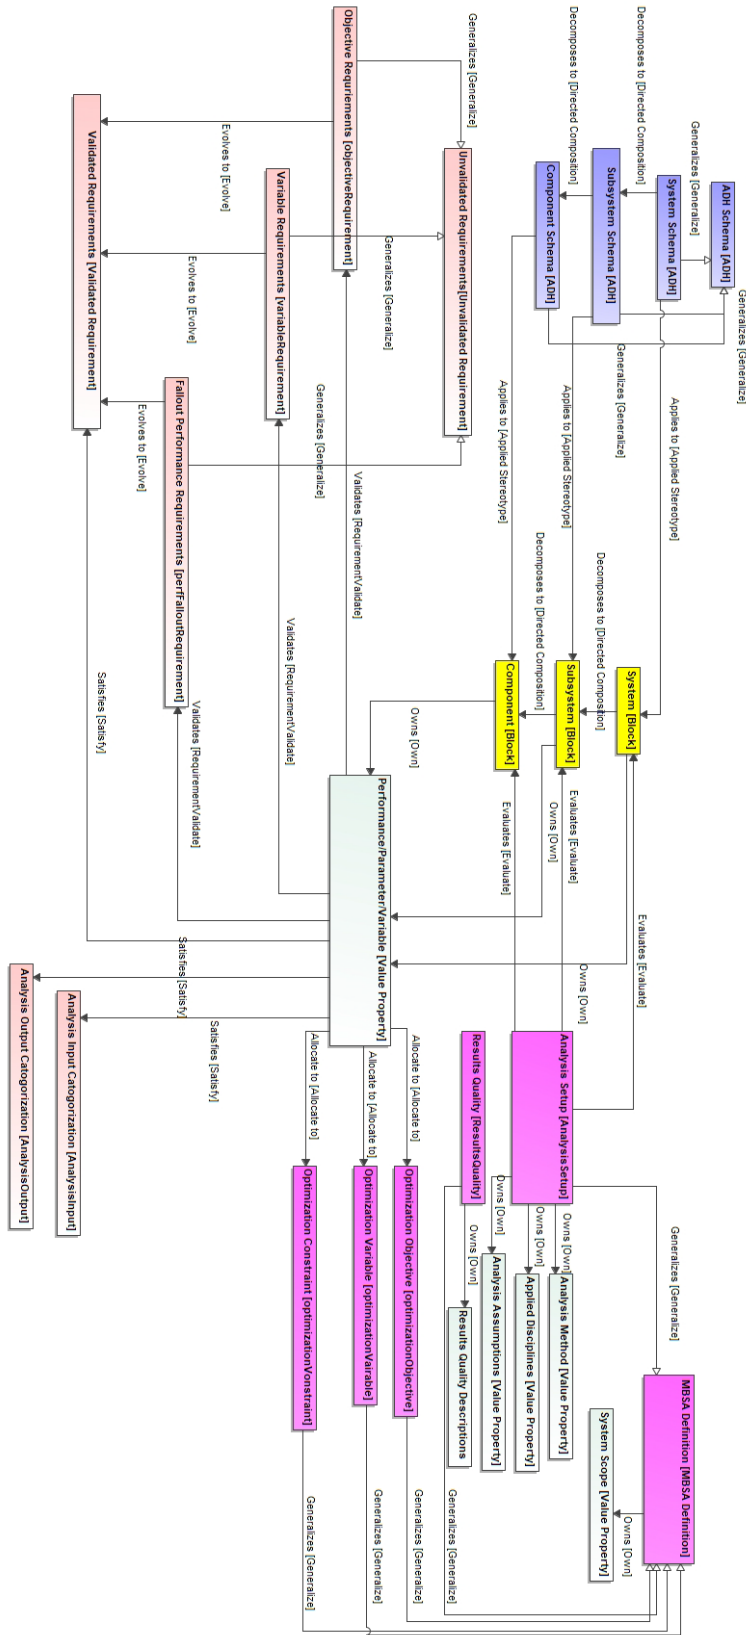 ADH Schema [ADH]
Generalizes [Generalize]
Generalizes [Generalize]
System Schema [ADH]
Decomposes to [Directed Composition]
Subsystem Schema [ADH]
Generalizes [Generalize]
Decomposes to [Directed Composition]
Component Schema [ADH]
Applies to [Applied Stereotype]
Applies to [Applied Stereotype]
Applies to [Applied Stereotype]
System [Block]
Decomposes to [Directed Composition]
Subsystem [Block]
Decomposes to [Directed Composition]
Component [Block]
Evaluates [Evaluate]
Evaluates [Evaluate]
Evaluates [Evaluate]
Owns [Own]
Owns [Own]
Owns [Own]
Generalizes [Generalize]
Unvalidated Requirements[Unvalidated Requirement]
Objective Requriements [objectiveRequirement]
Generalizes [Generalize]
Variable Requirements [variableRequirement]
Generalizes [Generalize]
Evolves to [Evolve]
Evolves to [Evolve]
Evolves to [Evolve]
Fallout Performance Requirements [perfFalloutRequirement]
Validated Requirements [Validated Requirement]
Validates [RequirementValidate]
Validates [RequirementValidate]
Validates [RequirementValidate]
Satisfies [Satisfy]
Performance/Parameter/Variable [Value Property]
Satisfies [Satisfy]
Satisfies [Satisfy]
Analysis Input Catogorization [AnalysisInput]
Analysis Output Catogorization [AnalysisOutput]
Allocate to [Allocate to]
Allocate to [Allocate to]
Allocate to [Allocate to]
Analysis Setup [AnalysisSetup]
Results Quality [ResultsQuality]
Owns [Own]
Owns [Own]
Owns [Own]
Owns [Own]
Analysis Method [Value Property]
Applied Disciplines [Value Property]
Analysis Assumptions [Value Property]
Results Quality Descriptions
Optimization Objective [optimizationObjective]
Optimization Variable [optimizationVairable]
Optimization Constraint [optimizationVonstraint]
Generalizes [Generalize]
MBSA Definition [MBSA Definition]
Owns [Own]
System Scope [Value Property]
Generalizes [Generalize]
Generalizes [Generalize]
Generalizes [Generalize]
Generalizes [Generalize]